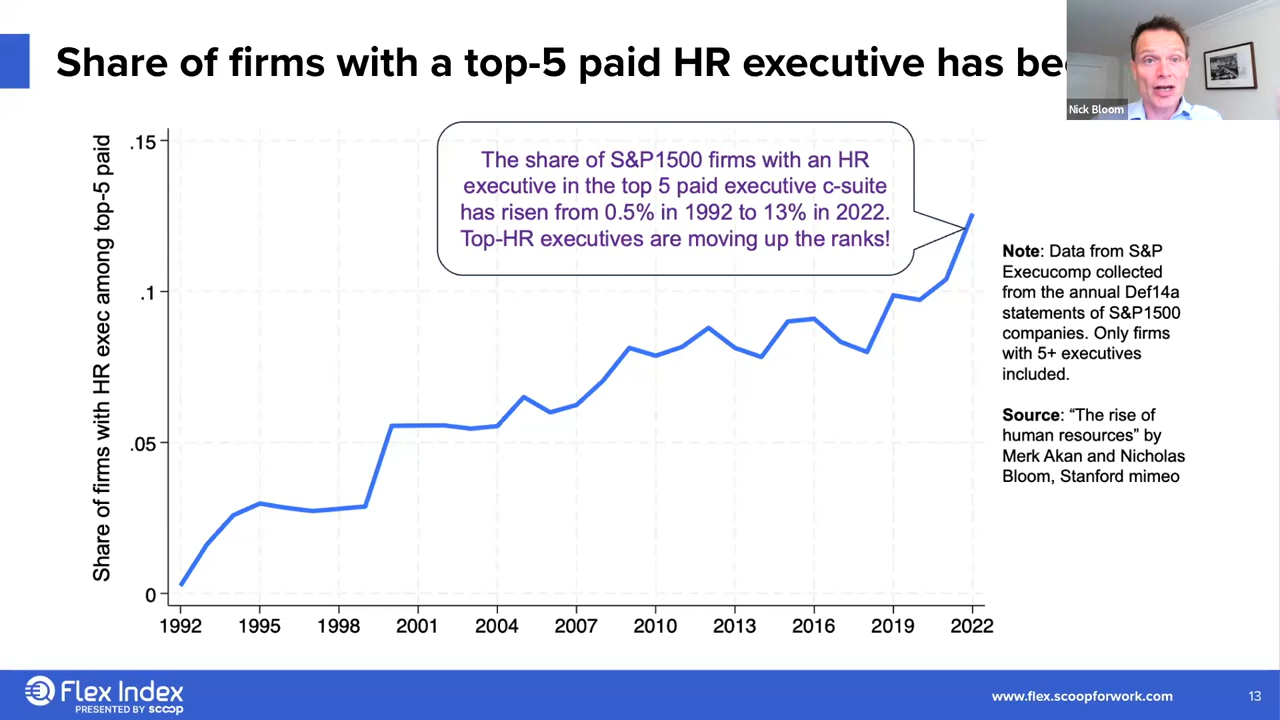 Share of firms with a top-5 paid HR executive has
Nick Bloom
Share of firms with HR exec among top-5 paid
.15
.1
.05
0
The share of S&P1500 firms with an HR
executive in the top 5 paid executive c-suite
has risen from 0.5% in 1992 to 13% in 2022.
Top-HR executives are moving up the ranks!
1992 1995 1998 2001 2004 2007 2010 2013 2016 2019 2022
Note: Data from S&P
Execucomp collected
from the annual Def14a
statements of S&P1500
companies. Only firms
with 5+ executives
included.
Source: “The rise of
human resources” by
Merk Akan and Nicholas
Bloom, Stanford mimeo
Flex Index
PRESENTED BY scoop
www.flex.scoopforwork.com
13